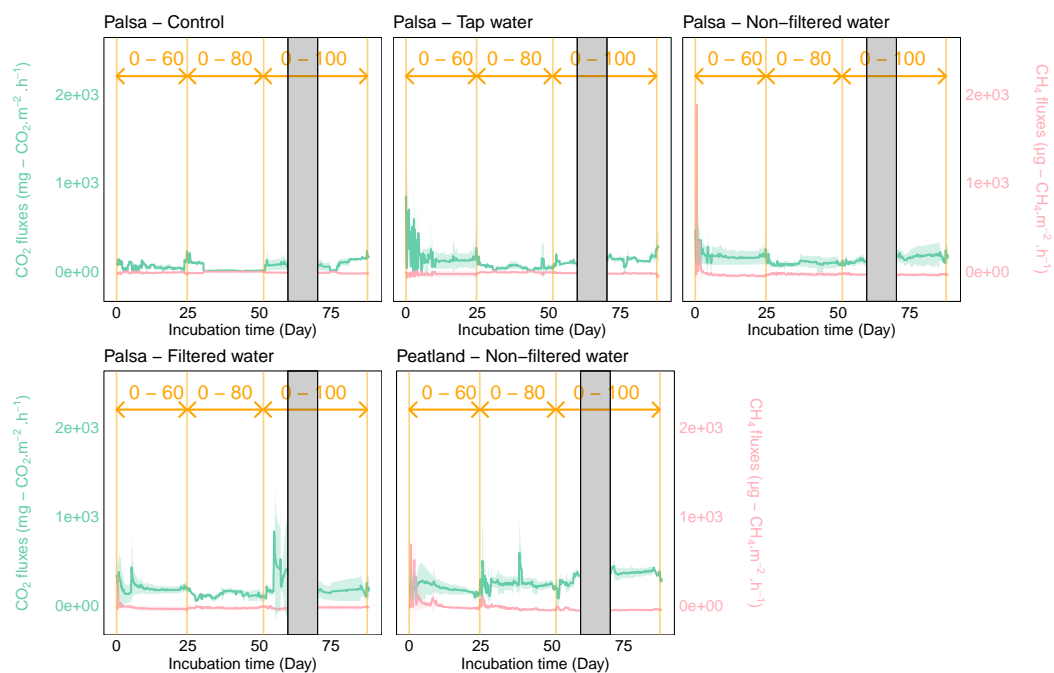 Palsa − Control
Palsa − Tap water
Palsa − Non−filtered water
0 − 60 0 − 80 0 − 100
0 − 60 0 − 80 0 − 100
0 − 60 0 − 80 0 − 100
CO₂ fluxes (mg − CO₂.m⁻² .h⁻¹)
2e+03
1e+03
0e+00
2e+03
1e+03
0e+00
CH₄ fluxes (µg − CH₄.m⁻² .h⁻¹)
0 25 50 75
0 25 50 75
0 25 50 75
Incubation time (Day)
Incubation time (Day)
Incubation time (Day)
Palsa − Filtered water
Peatland − Non−filtered water
0 − 60 0 − 80 0 − 100
0 − 60 0 − 80 0 − 100
CO₂ fluxes (mg − CO₂.m⁻² .h⁻¹)
2e+03
1e+03
0e+00
2e+03
1e+03
0e+00
CH₄ fluxes (µg − CH₄.m⁻² .h⁻¹)
0 25 50 75
0 25 50 75
Incubation time (Day)
Incubation time (Day)